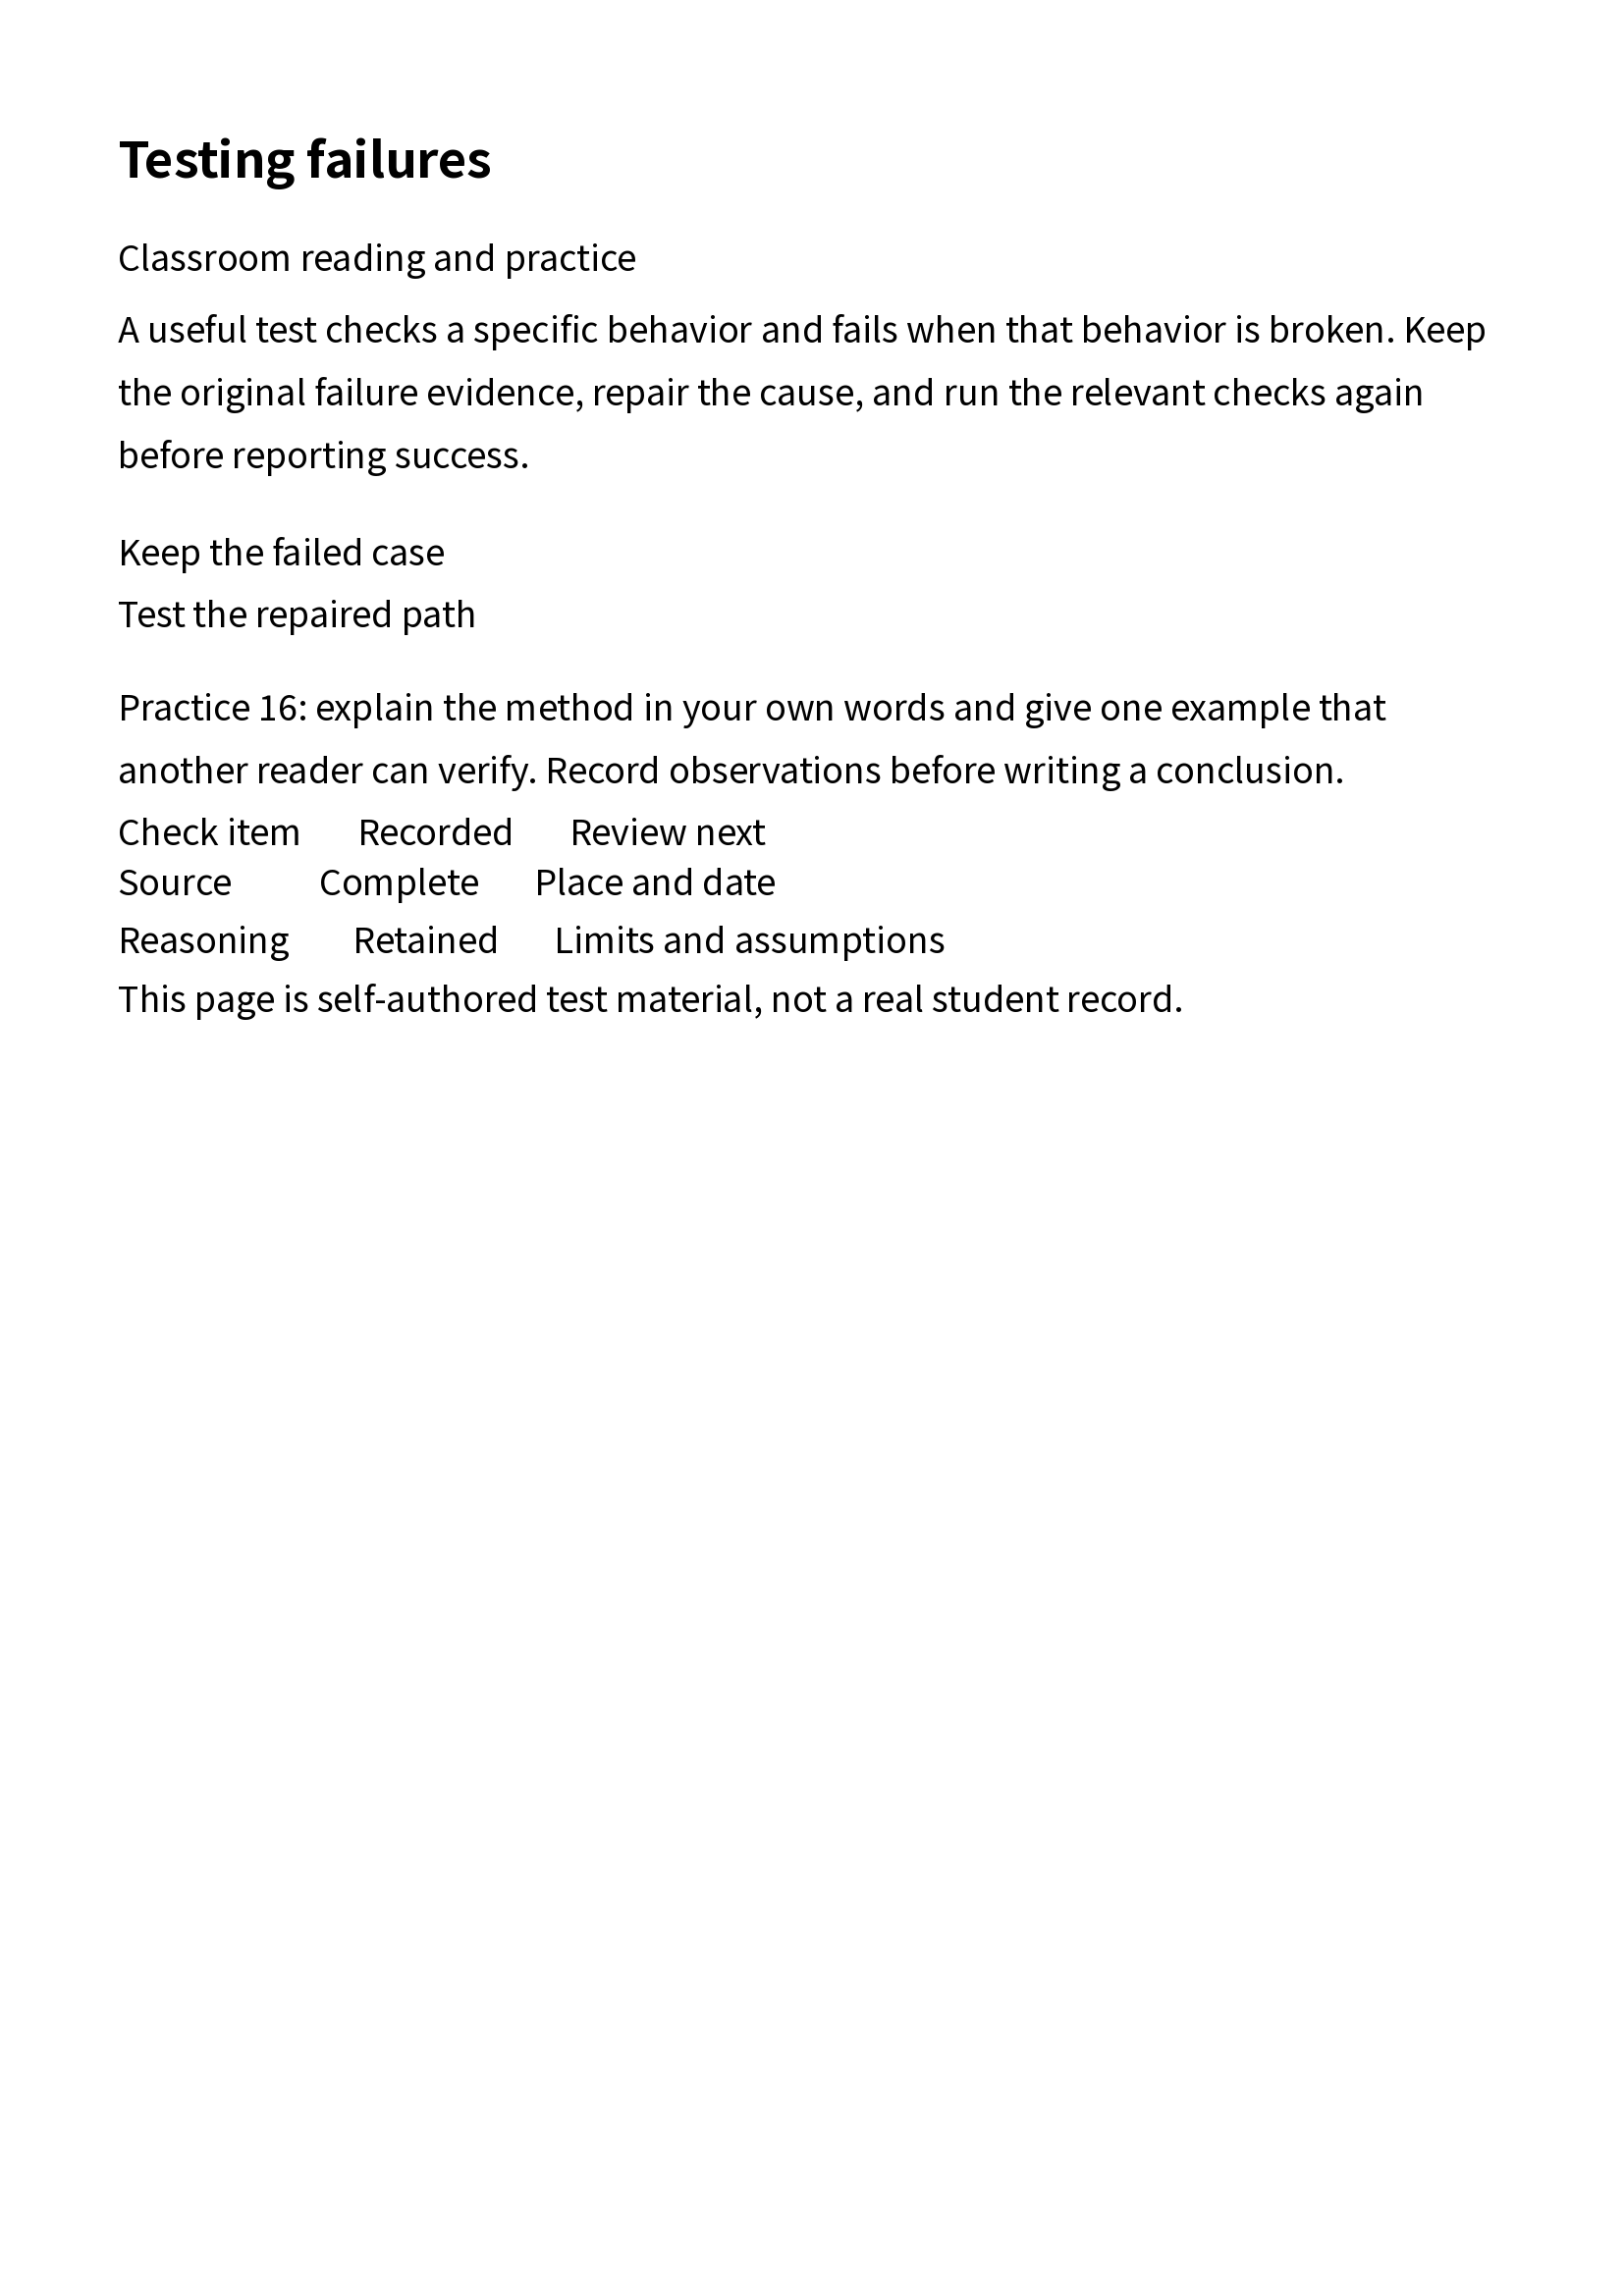 Testing failures
Classroom reading and practice
A useful test checks a specific behavior and fails when that behavior is broken. Keep
the original failure evidence, repair the cause, and run the relevant checks again
before reporting success.
Keep the failed case
Test the repaired path
Practice 16: explain the method in your own words and give one example that
another reader can verify. Record observations before writing a conclusion.
Check item Recorded Review next
Source Complete Place and date
Reasoning Retained Limits and assumptions
This page is self-authored test material, not a real student record.